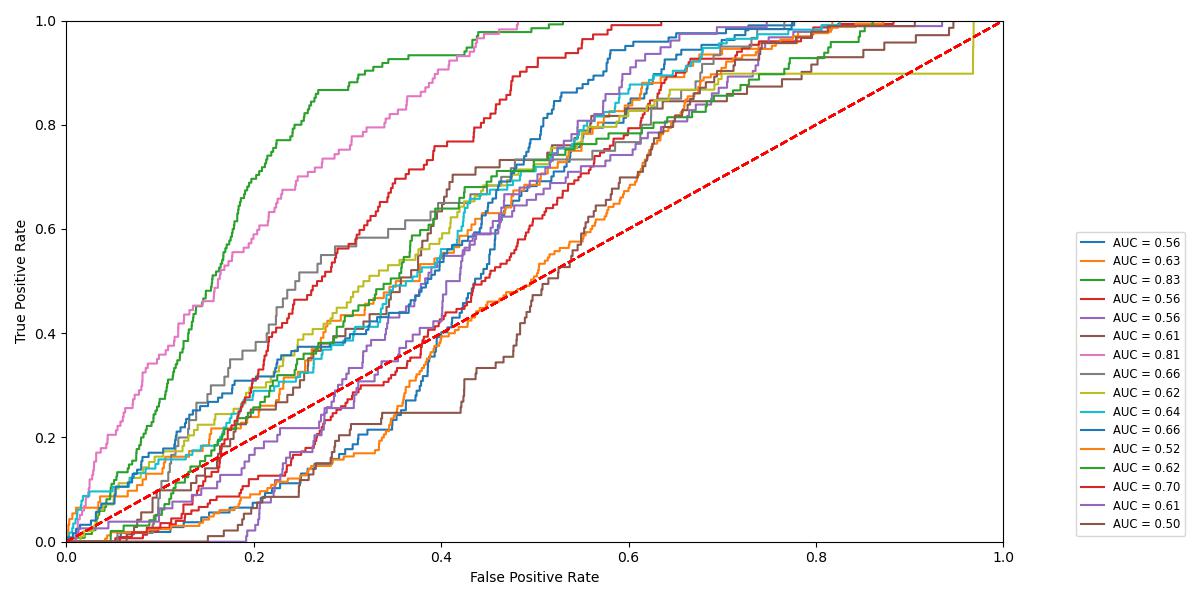 1.0
0.8
0.6
0.4
0.2
0.0
True Positive Rate
0.0 0.2 0.4 0.6 0.8 1.0
False Positive Rate
AUC = 0.56
AUC = 0.63
AUC = 0.83
AUC = 0.56
AUC = 0.56
AUC = 0.61
AUC = 0.81
AUC = 0.66
AUC = 0.62
AUC = 0.64
AUC = 0.66
AUC = 0.52
AUC = 0.62
AUC = 0.70
AUC = 0.61
AUC = 0.50